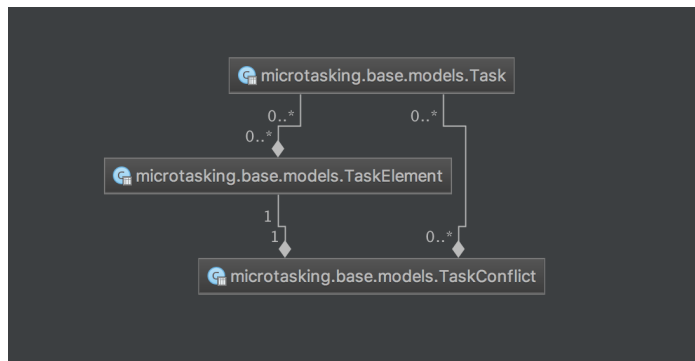 microtasking.base.models.Task
0..*
0..*
0..*
microtasking.base.models.TaskElement
1
1
0..*
microtasking.base.models.TaskConflict